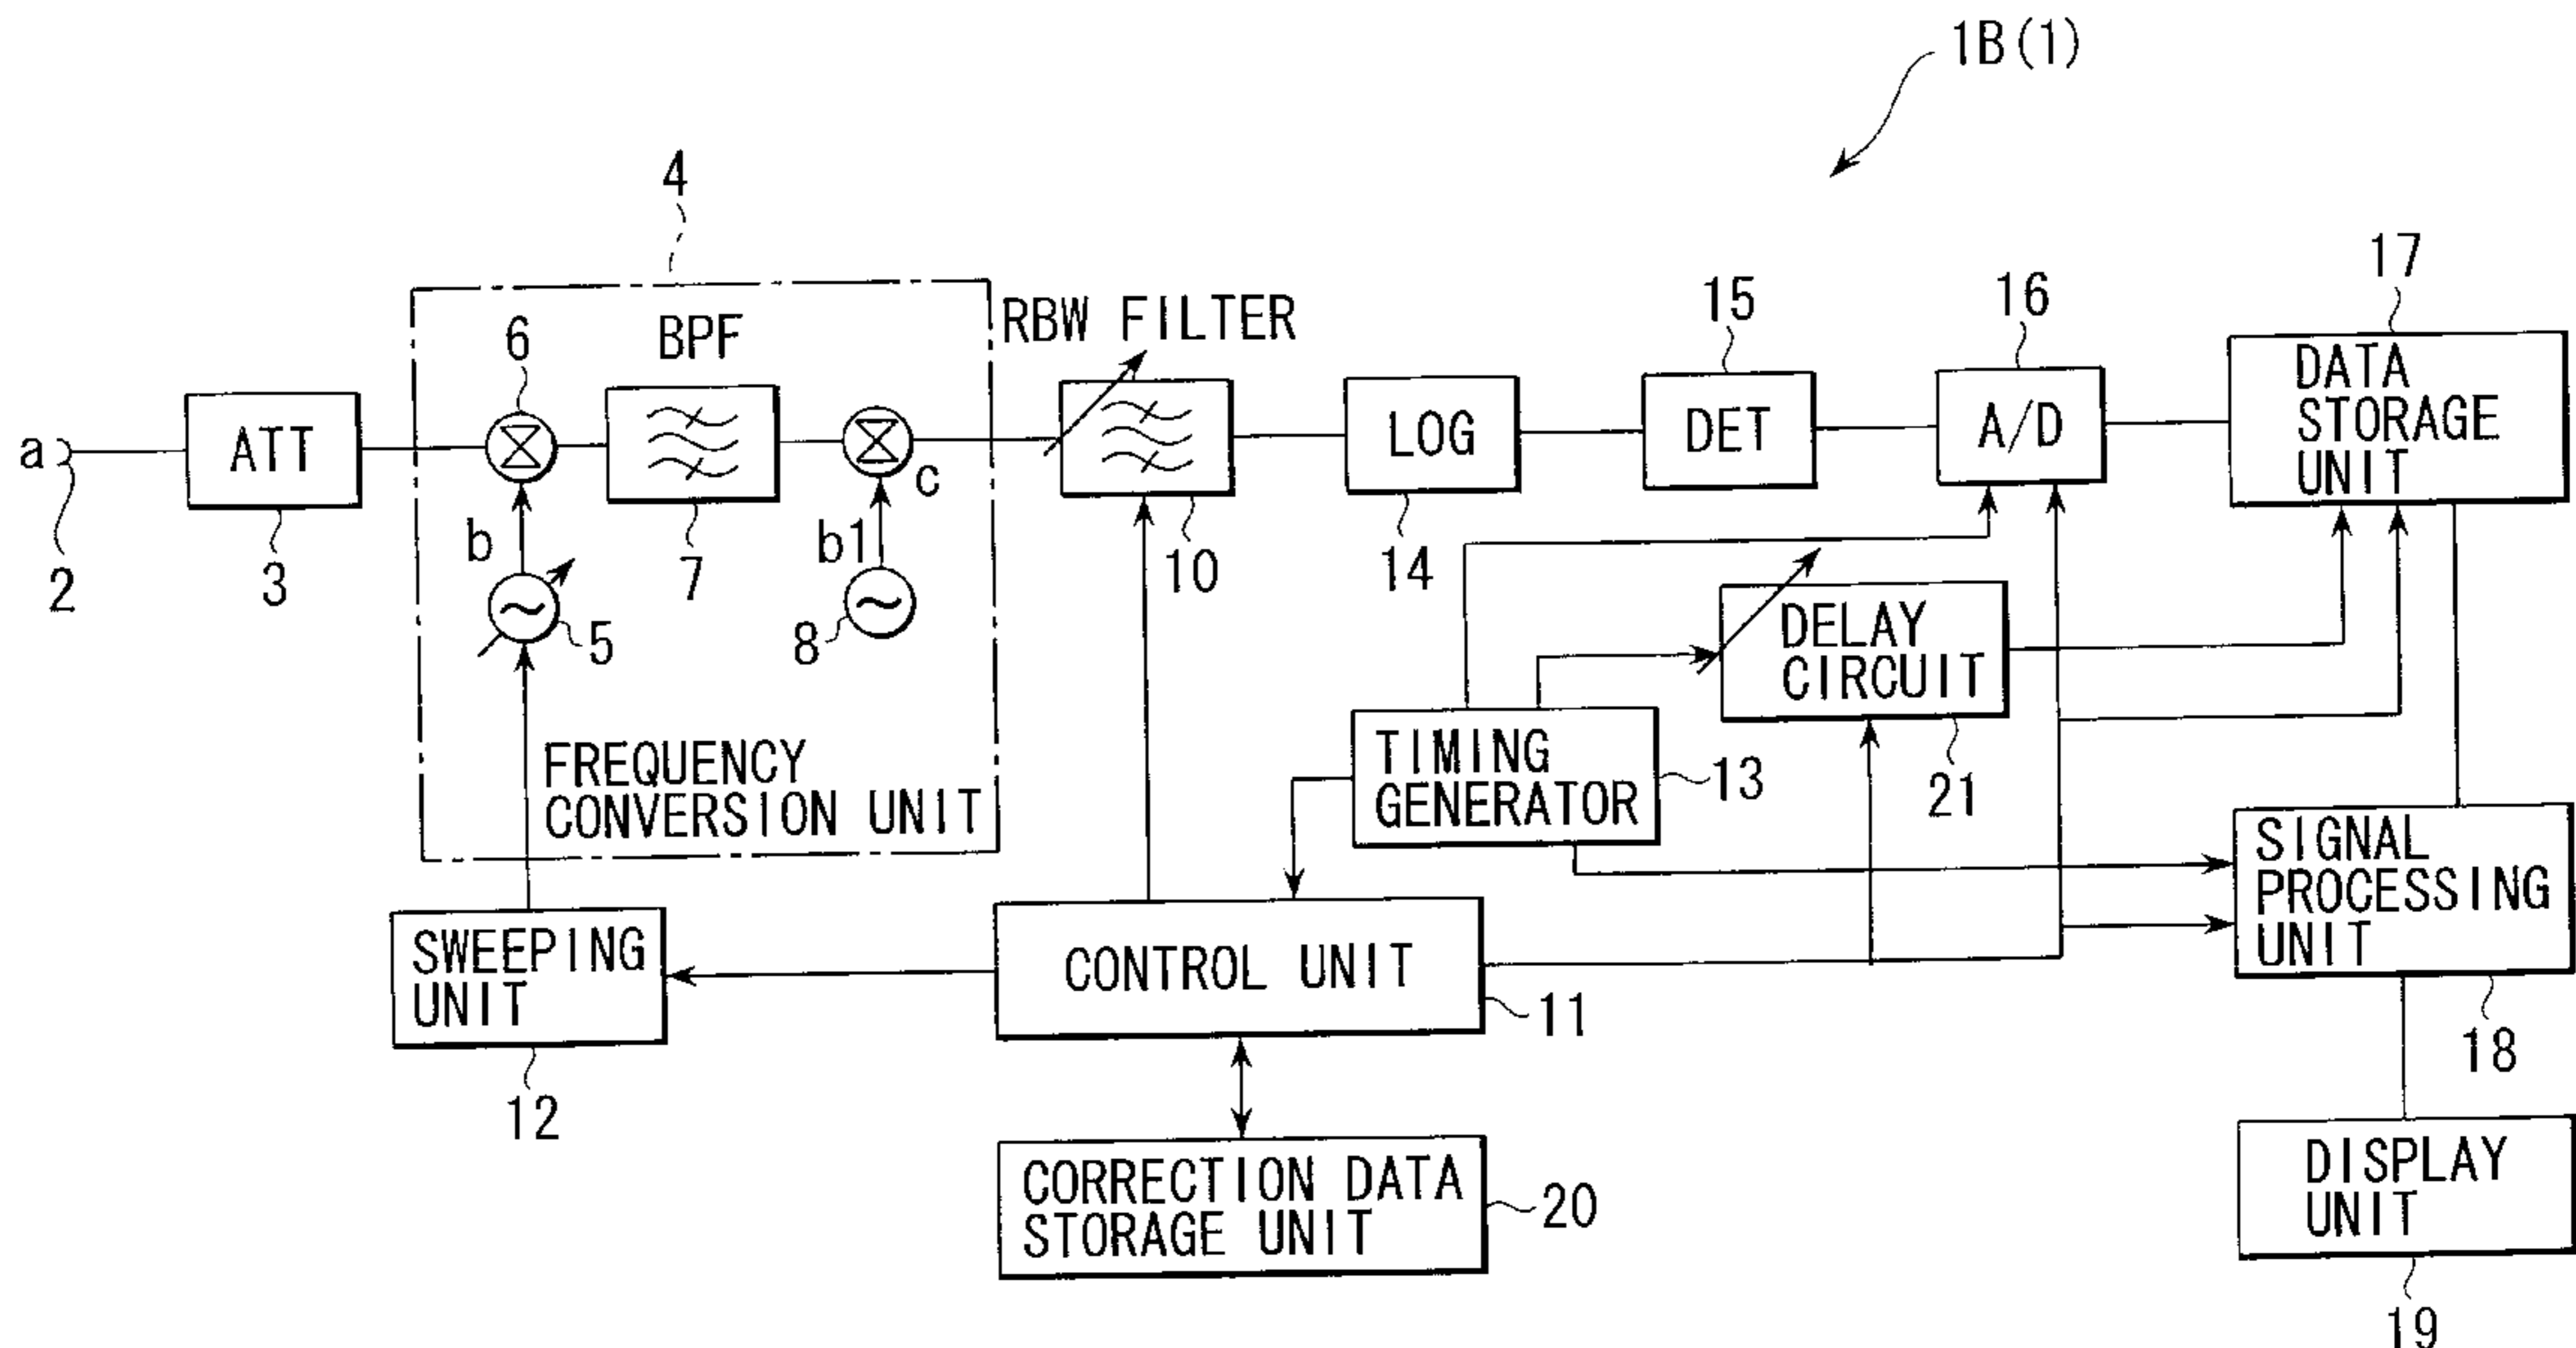 1B(1)
4
17
15
16
RBW FILTER
6
BPF
DATA
STORAGE
UNIT
a
ATT
LOG
DET
A/D
c
2
3
b
7
b1
10
14
5
8
DELAY
CIRCUIT
21
FREQUENCY
CONVERSION UNIT
TIMING
GENERATOR
13
SIGNAL
PROCESSING
UNIT
18
SWEEPING
UNIT
12
CONTROL UNIT
11
CORRECTION DATA
STORAGE UNIT
20
DISPLAY
UNIT
19